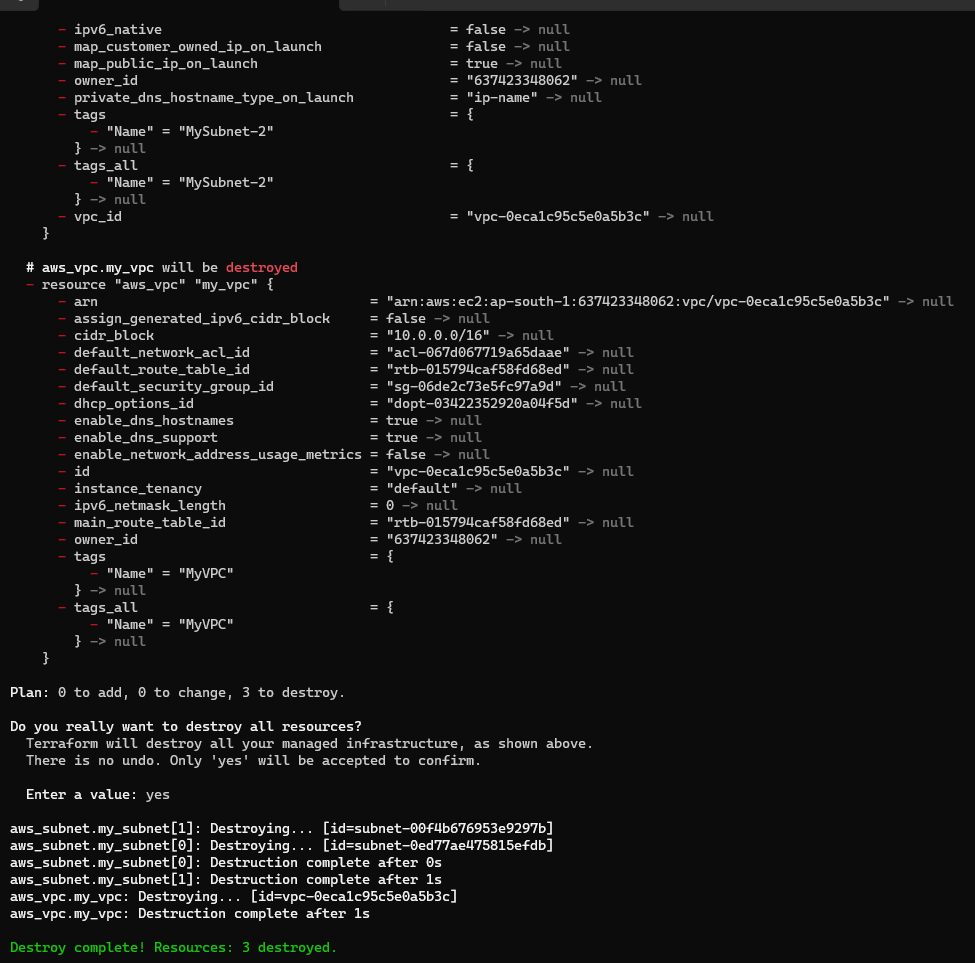 - ipv6_native = false -> null
- map_customer_owned_ip_on_launch = false -> null
- map_public_ip_on_launch = true -> null
- owner_id = "637423348062" -> null
- private_dns_hostname_type_on_launch = "ip-name" -> null
- tags = {
- "Name" = "MySubnet-2"
} -> null
- tags_all = {
- "Name" = "MySubnet-2"
} -> null
- vpc_id = "vpc-0eca1c95c5e0a5b3c" -> null
}
# aws_vpc.my_vpc will be destroyed
- resource "aws_vpc" "my_vpc" {
- arn = "arn:aws:ec2:ap-south-1:637423348062:vpc/vpc-0eca1c95c5e0a5b3c" -> null
- assign_generated_ipv6_cidr_block = false -> null
- cidr_block = "10.0.0.0/16" -> null
- default_network_acl_id = "acl-067d067719a65daae" -> null
- default_route_table_id = "rtb-015794caf58fd68ed" -> null
- default_security_group_id = "sg-06de2c73e5fc97a9d" -> null
- dhcp_options_id = "dopt-03422352920a04f5d" -> null
- enable_dns_hostnames = true -> null
- enable_dns_support = true -> null
- enable_network_address_usage_metrics = false -> null
- id = "vpc-0eca1c95c5e0a5b3c" -> null
- instance_tenancy = "default" -> null
- ipv6_netmask_length = 0 -> null
- main_route_table_id = "rtb-015794caf58fd68ed" -> null
- owner_id = "637423348062" -> null
- tags = {
- "Name" = "MyVPC"
} -> null
- tags_all = {
- "Name" = "MyVPC"
} -> null
}
Plan: 0 to add, 0 to change, 3 to destroy.
Do you really want to destroy all resources?
Terraform will destroy all your managed infrastructure, as shown above.
There is no undo. Only 'yes' will be accepted to confirm.
Enter a value: yes
aws_subnet.my_subnet[1]: Destroying... [id=subnet-00f4b676953e9297b]
aws_subnet.my_subnet[0]: Destroying... [id=subnet-0ed77ae475815efdb]
aws_subnet.my_subnet[0]: Destruction complete after 0s
aws_subnet.my_subnet[1]: Destruction complete after 1s
aws_vpc.my_vpc: Destroying... [id=vpc-0eca1c95c5e0a5b3c]
aws_vpc.my_vpc: Destruction complete after 1s
Destroy complete! Resources: 3 destroyed.